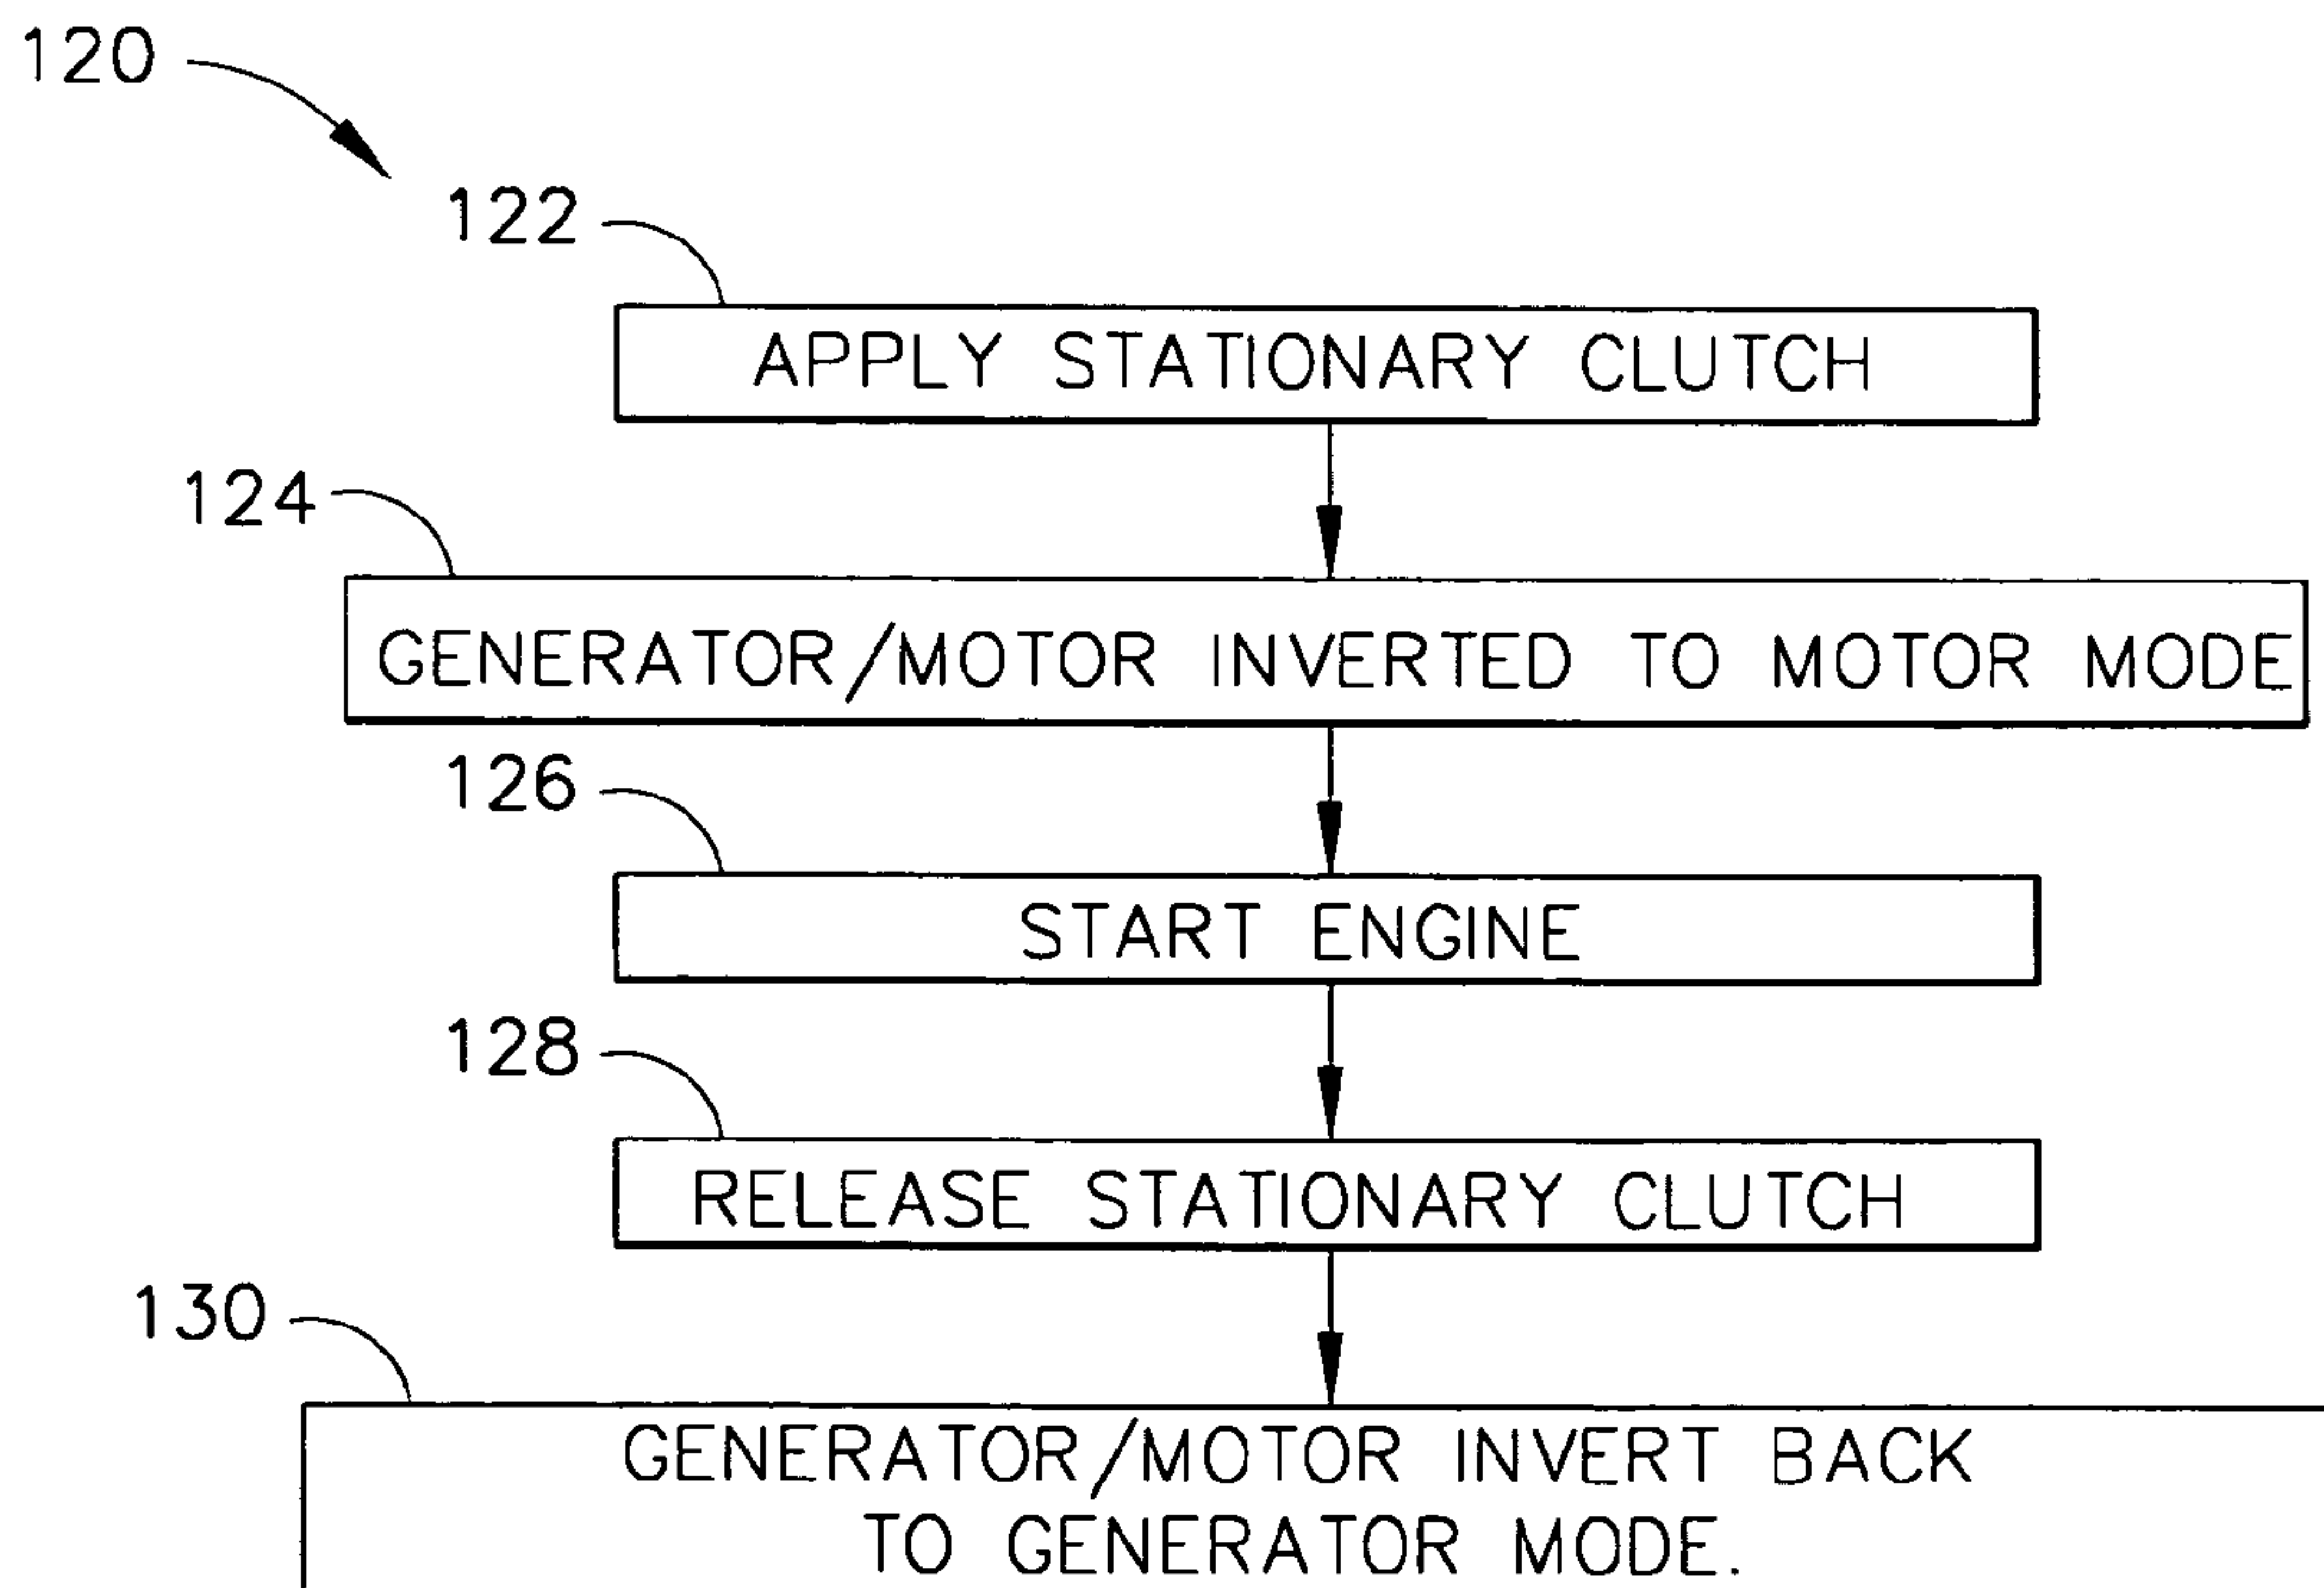 120
122
APPLY STATIONARY CLUTCH
124
GENERATOR/MOTOR INVERTED TO MOTOR MODE
126
START ENGINE
128
RELEASE STATIONARY CLUTCH
130
GENERATOR/MOTOR INVERT BACK
TO GENERATOR MODE.